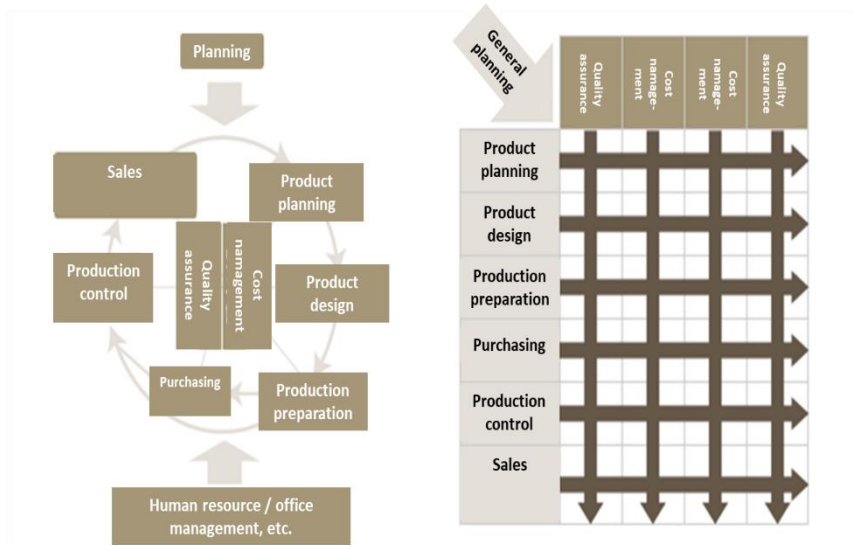 Planning
Sales
Product
planning
Production
control
Quality
assurance
Cost
namagement
Product
design
Purchasing
Production
preparation
Human resource / office
management, etc.
General
planning
Quality
assurance
Cost
namage-
ment
Cost
namage-
ment
Quality
assurance
Product
planning
Product
design
Production
preparation
Purchasing
Production
control
Sales